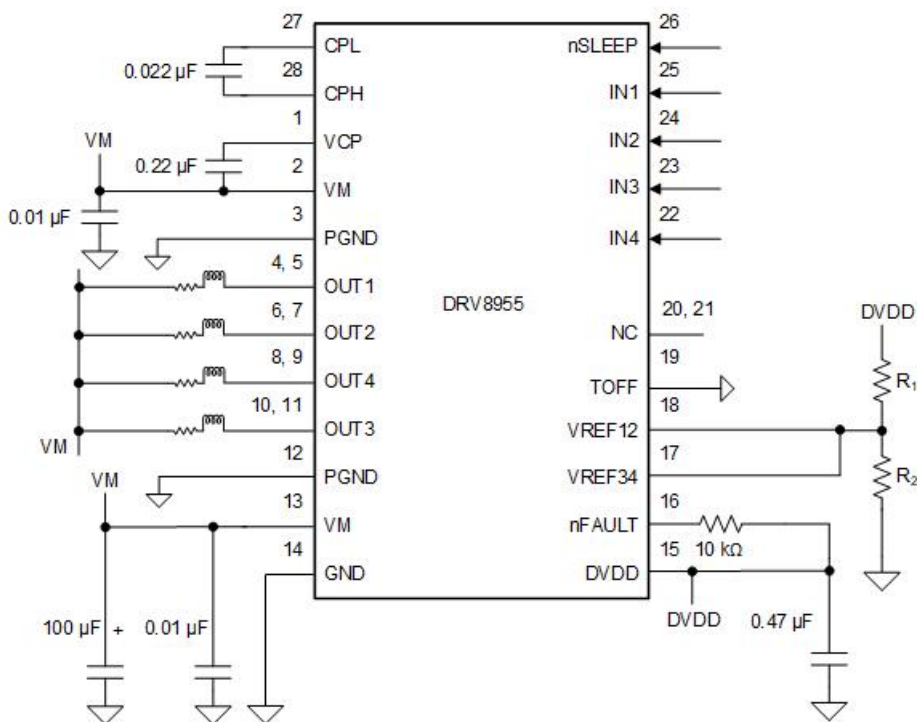 27
CPL
0.022 µF
28
CPH
1
VCP
VM
0.22 µF
2
VM
0.01 µF
3
PGND
4, 5
OUT1
6, 7
OUT2
8, 9
OUT4
10, 11
OUT3
VM
12
PGND
VM
13
VM
14
GND
100 µF +
0.01 µF
DRV8955
26
nSLEEP
25
IN1
24
IN2
23
IN3
22
IN4
20, 21
NC
DVDD
19
TOFF
R1
18
VREF12
17
VREF34
R2
16
nFAULT
10 kΩ
15
DVDD
DVDD
0.47 µF